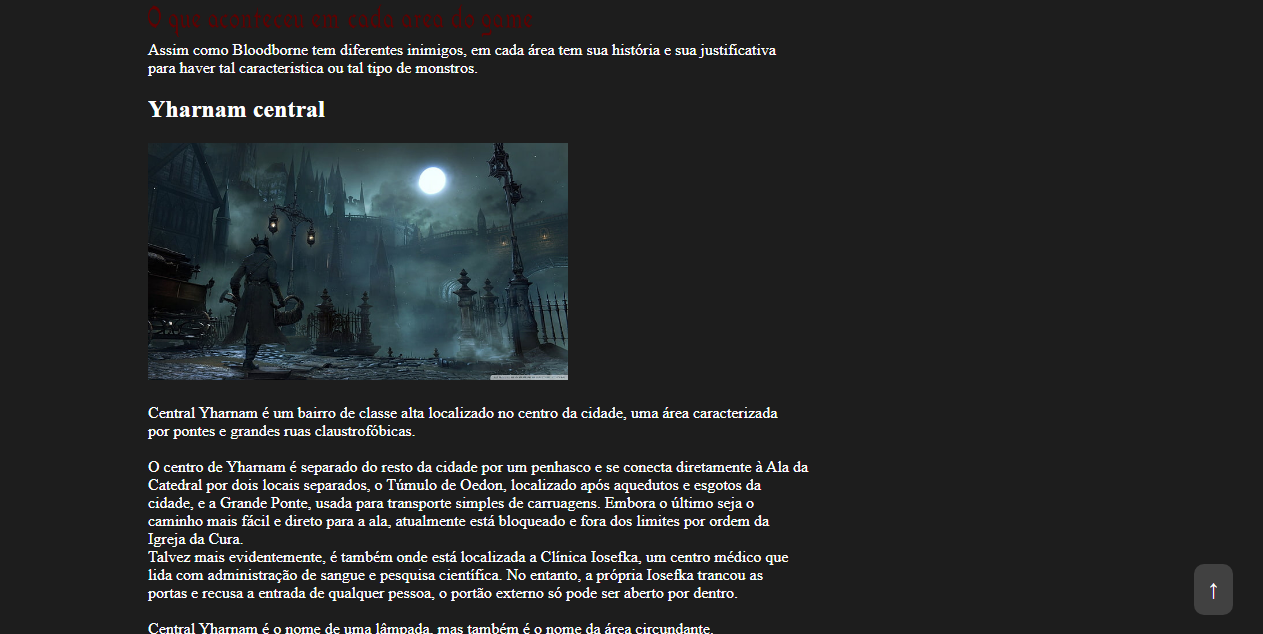 O que aconteceu em cada area do game
Assim como Bloodborne tem diferentes inimigos, em cada área tem sua história e sua justificativa
para haver tal caracteristica ou tal tipo de monstros.
Yharnam central
Central Yharnam é um bairro de classe alta localizado no centro da cidade, uma área caracterizada
por pontes e grandes ruas claustrofóbicas.
O centro de Yharnam é separado do resto da cidade por um penhasco e se conecta diretamente à Ala da
Catedral por dois locais separados, o Túmulo de Oedon, localizado após aquedutos e esgotos da
cidade, e a Grande Ponte, usada para transporte simples de carruagens. Embora o último seja o
caminho mais fácil e direto para a ala, atualmente está bloqueado e fora dos limites por ordem da
Igreja da Cura.
Talvez mais evidentemente, é também onde está localizada a Clínica Iosefka, um centro médico que
lida com administração de sangue e pesquisa científica. No entanto, a própria Iosefka trancou as
portas e recusa a entrada de qualquer pessoa, o portão externo só pode ser aberto por dentro.
Central Yharnam é o nome de uma lâmpada, mas também é o nome da área circundante.
↑